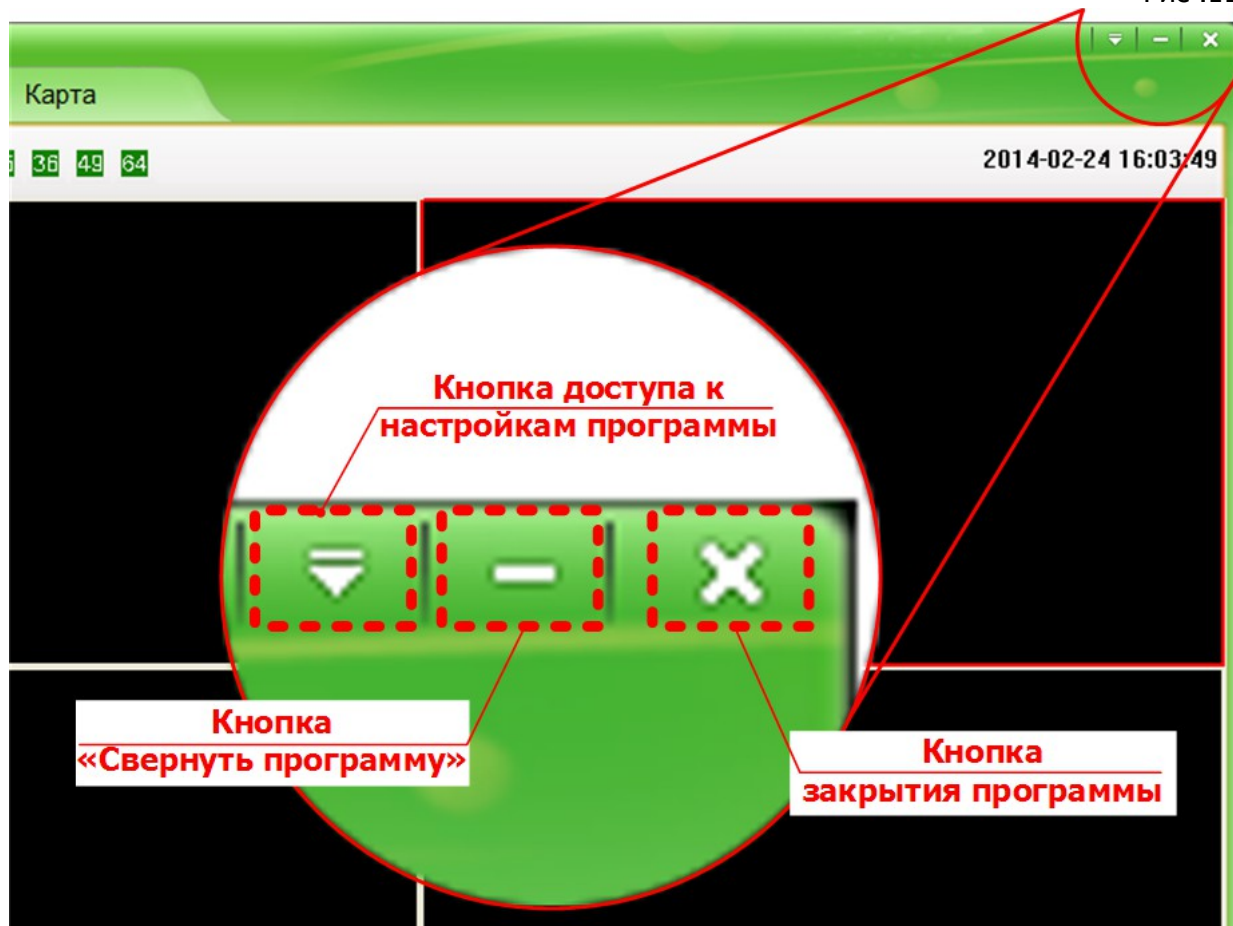 Карта
36 49 64
2014-02-24 16:03:49
Кнопка доступа к
настройкам программы
Кнопка
«Свернуть программу»
Кнопка
закрытия программы